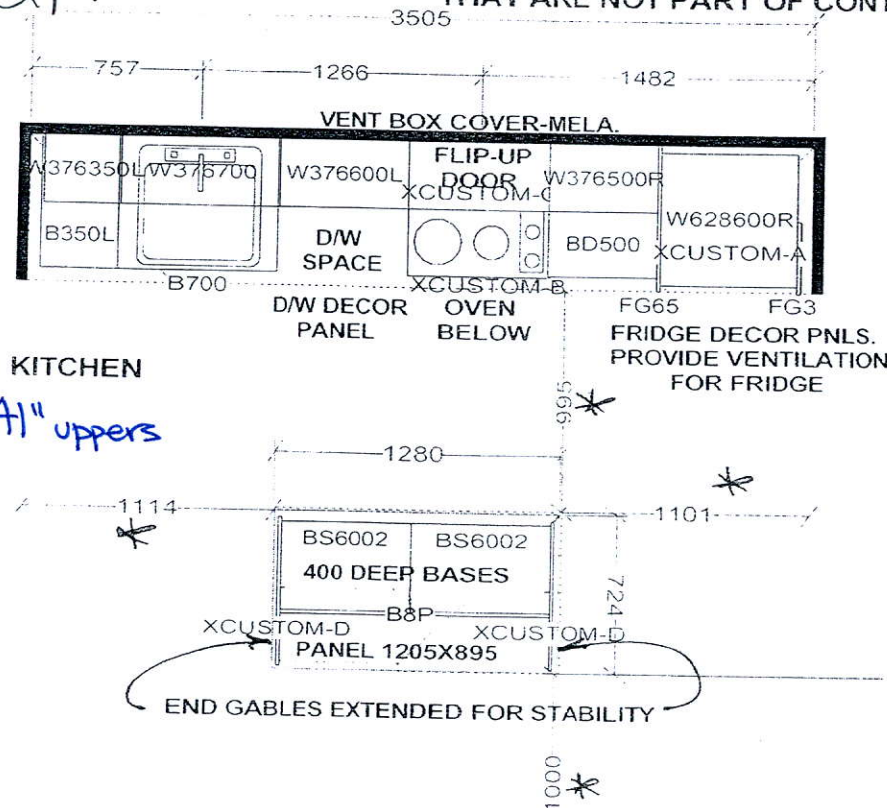 THAT ARE NOT PART OF CONT
3505
757 1266 1482
VENT BOX COVER-MELA.
W376350L W376700 W376600L FLIP-UP DOOR W376500R
XCUSTOM-C
W628600R
XCUSTOM-A
B350L D/W SPACE BD500
B700 XCUSTOM-B
D/W DECOR PANEL OVEN BELOW FG65 FG3
FRIDGE DECOR PNLS.
PROVIDE VENTILATION
FOR FRIDGE
KITCHEN
41" uppers
995
1280
1114 1101
BS6002 BS6002
400 DEEP BASES
724
B8P
XCUSTOM-D XCUSTOM-D
PANEL 1205X895
END GABLES EXTENDED FOR STABILITY
1000